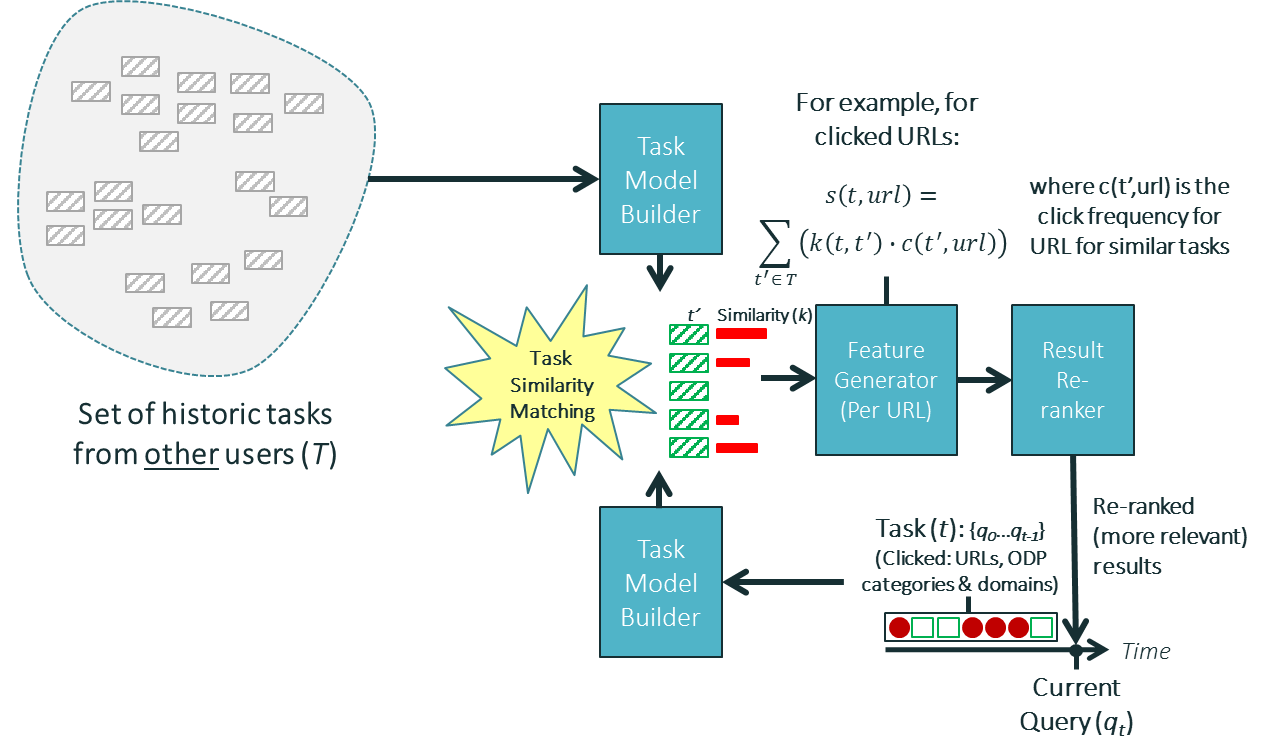 Set of historic tasks
from other users (T)
Task
Model
Builder
For example, for
clicked URLs:
s(t,url) =
∑ (k(t,t′)·c(t′,url))
t′∈T
where c(t’,url) is the
click frequency for
URL for similar tasks
Task
Similarity
Matching
t’ Similarity (k)
Feature
Generator
(Per URL)
Result
Re-
ranker
Task
Model
Builder
Task (t): {q0...qt-1}
(Clicked: URLs, ODP
categories & domains)
Re-ranked
(more relevant)
results
Time
Current
Query (qt)